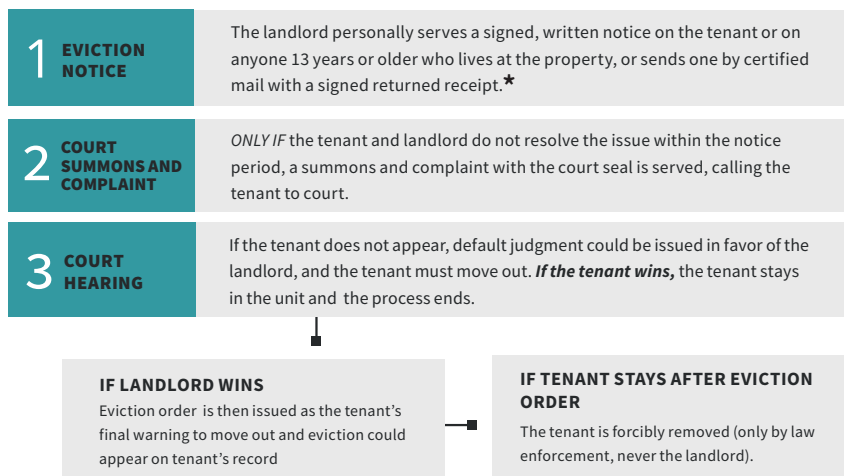 1 EVICTION
NOTICE
The landlord personally serves a signed, written notice on the tenant or on
anyone 13 years or older who lives at the property, or sends one by certified
mail with a signed returned receipt.*
2 COURT
SUMMONS AND
COMPLAINT
ONLY IF the tenant and landlord do not resolve the issue within the notice
period, a summons and complaint with the court seal is served, calling the
tenant to court.
3 COURT
HEARING
If the tenant does not appear, default judgment could be issued in favor of the
landlord, and the tenant must move out. If the tenant wins, the tenant stays
in the unit and the process ends.
IF LANDLORD WINS
Eviction order is then issued as the tenant's
final warning to move out and eviction could
appear on tenant's record
IF TENANT STAYS AFTER EVICTION
ORDER
The tenant is forcibly removed (only by law
enforcement, never the landlord).